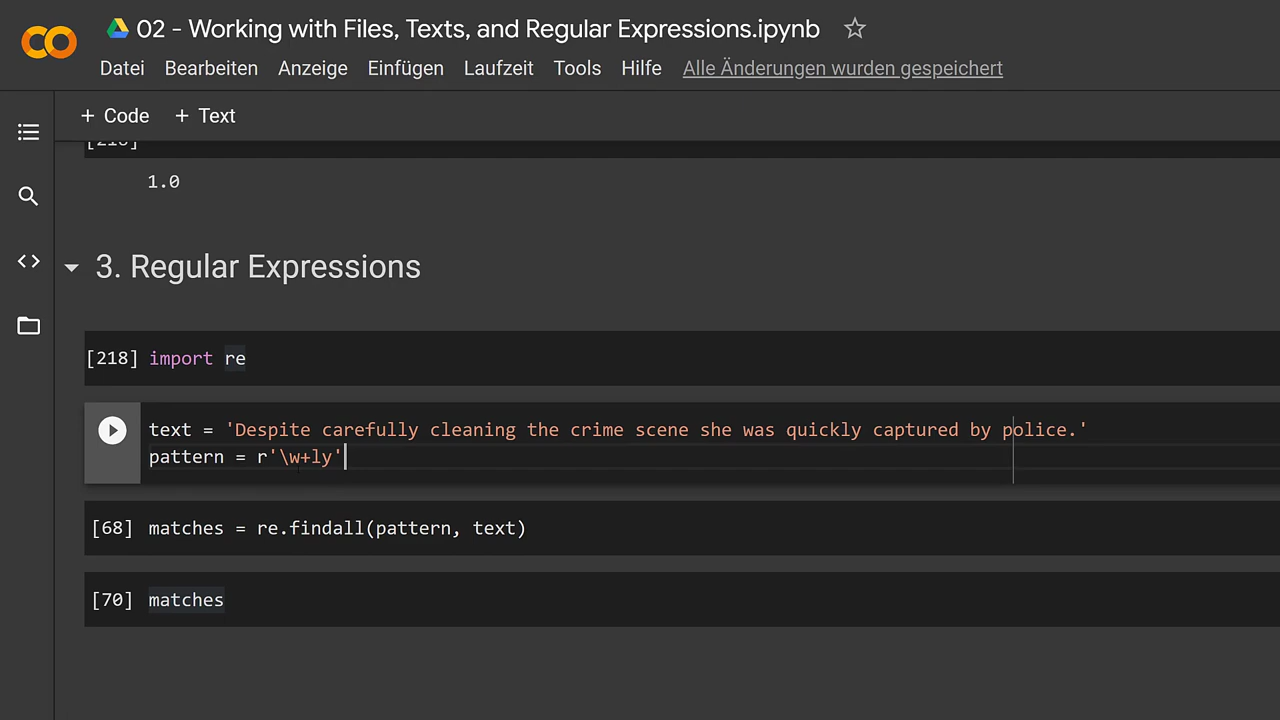 02 - Working with Files, Texts, and Regular Expressions.ipynb
Datei Bearbeiten Anzeige Einfügen Laufzeit Tools Hilfe Alle Änderungen wurden gespeichert
+ Code + Text
1.0
3. Regular Expressions
[218] import re
text = 'Despite carefully cleaning the crime scene she was quickly captured by police.'
pattern = r'\w+ly'
[68] matches = re.findall(pattern, text)
[70] matches